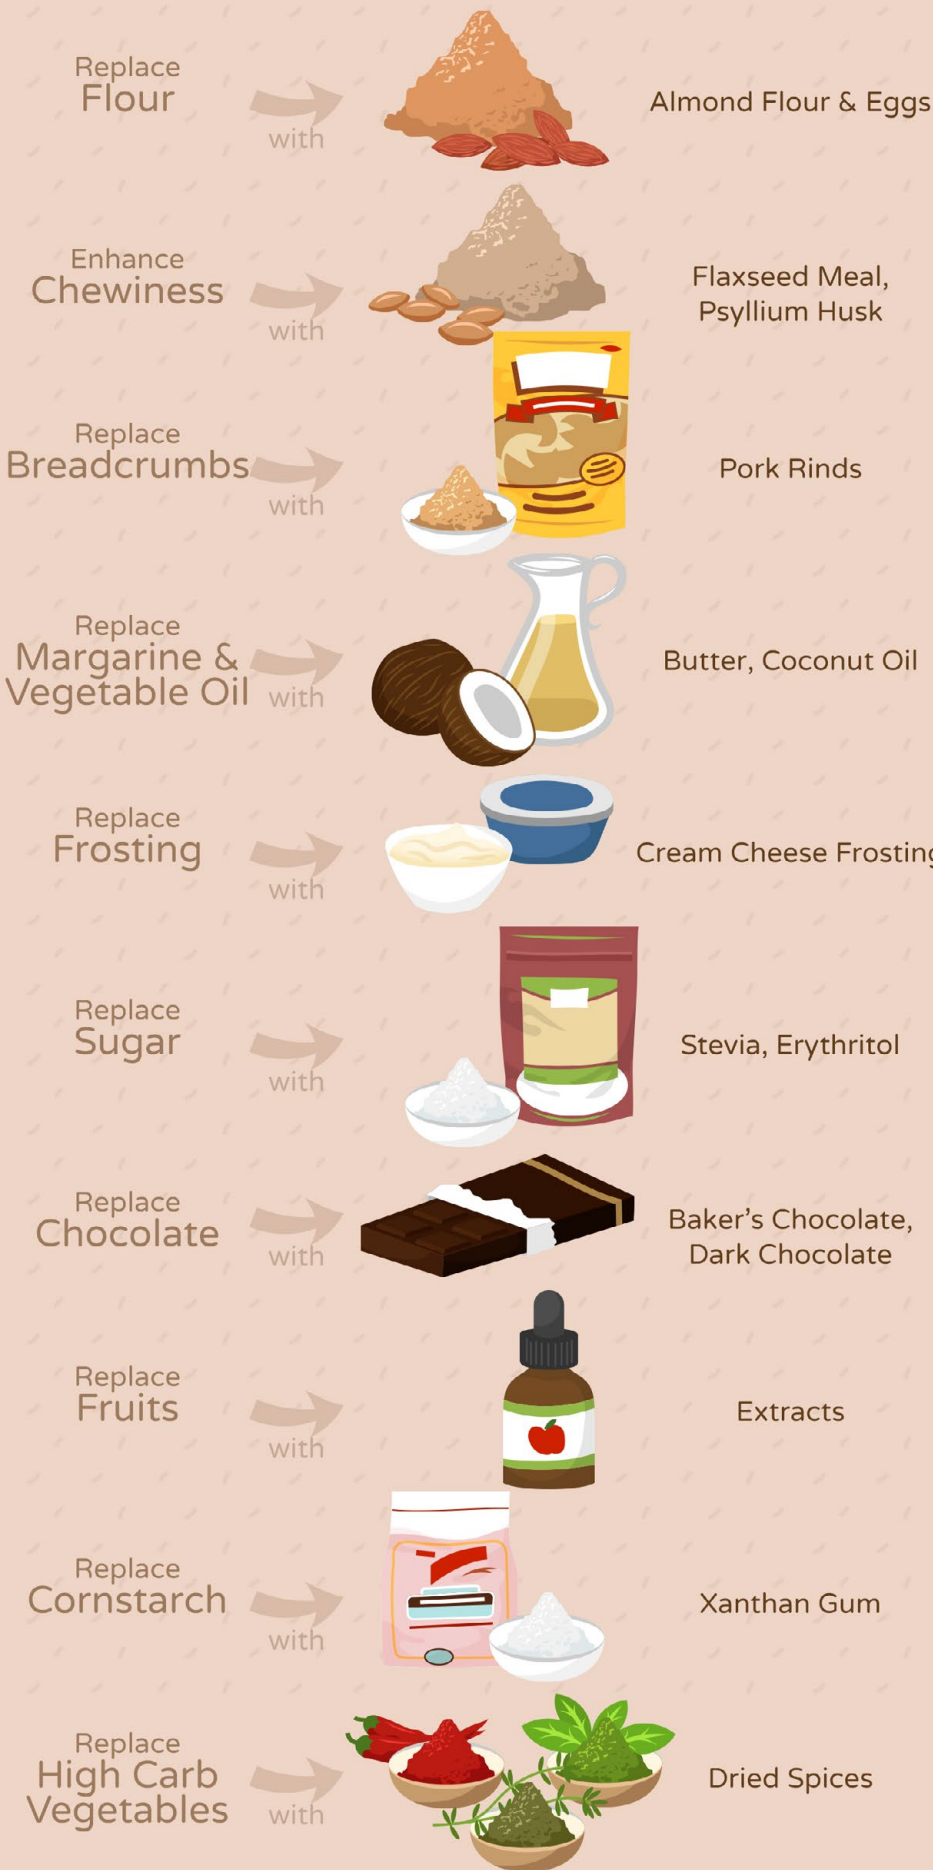 Replace
Flour
with
Almond Flour & Eggs
Enhance
Chewiness
with
Flaxseed Meal,
Psyllium Husk
Replace
Breadcrumbs
with
Pork Rinds
Replace
Margarine &
Vegetable Oil
with
Butter, Coconut Oil
Replace
Frosting
with
Cream Cheese Frosting
Replace
Sugar
with
Stevia, Erythritol
Replace
Chocolate
with
Baker's Chocolate,
Dark Chocolate
Replace
Fruits
with
Extracts
Replace
Cornstarch
with
Xanthan Gum
Replace
High Carb
Vegetables
with
Dried Spices